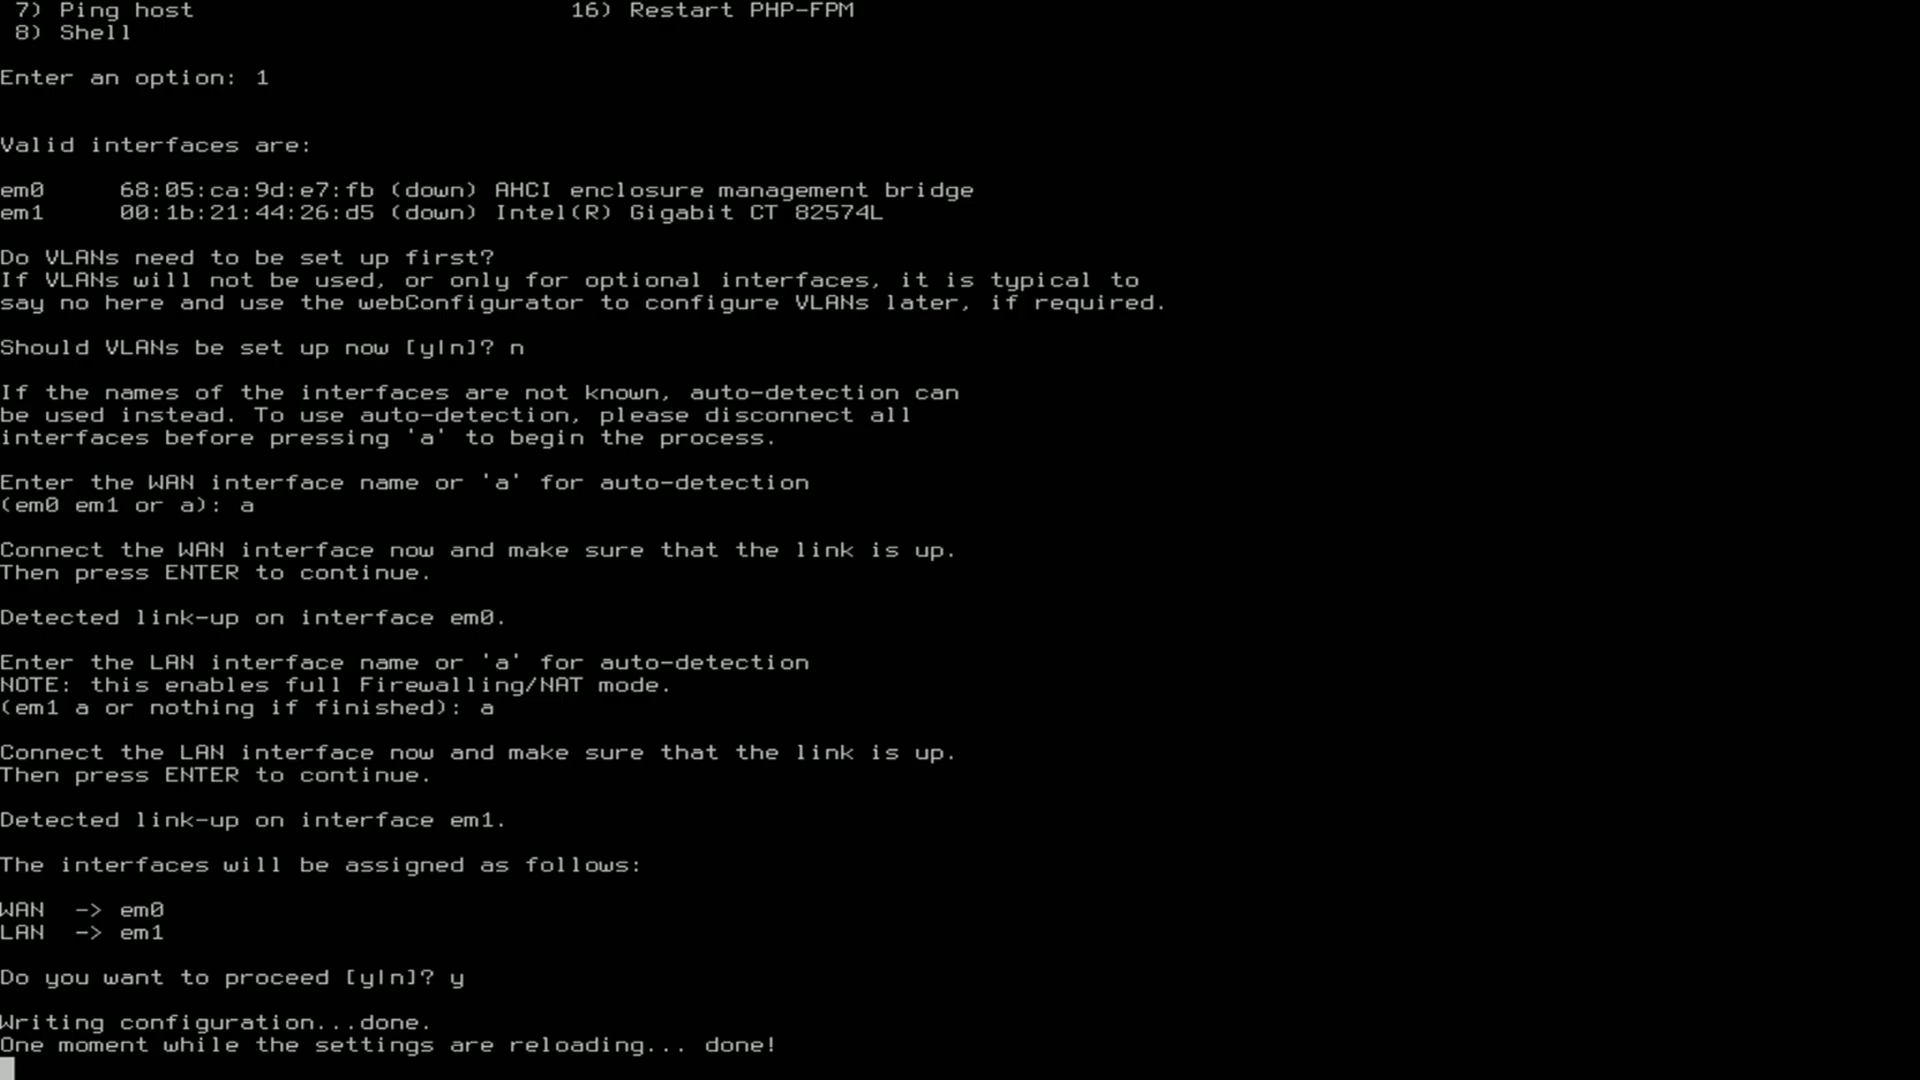 7) Ping host                         16) Restart PHP-FPM
8) Shell
Enter an option: 1
Valid interfaces are:
em0     68:05:ca:9d:e7:fb (down) AHCI enclosure management bridge
em1     00:1b:21:44:26:d5 (down) Intel(R) Gigabit CT 82574L
Do VLANs need to be set up first?
If VLANs will not be used, or only for optional interfaces, it is typical to
say no here and use the webConfigurator to configure VLANs later, if required.
Should VLANs be set up now [y|n]? n
If the names of the interfaces are not known, auto-detection can
be used instead. To use auto-detection, please disconnect all
interfaces before pressing 'a' to begin the process.
Enter the WAN interface name or 'a' for auto-detection
(em0 em1 or a): a
Connect the WAN interface now and make sure that the link is up.
Then press ENTER to continue.
Detected link-up on interface em0.
Enter the LAN interface name or 'a' for auto-detection
NOTE: this enables full Firewalling/NAT mode.
(em1 a or nothing if finished): a
Connect the LAN interface now and make sure that the link is up.
Then press ENTER to continue.
Detected link-up on interface em1.
The interfaces will be assigned as follows:
WAN  -> em0
LAN  -> em1
Do you want to proceed [y|n]? y
Writing configuration...done.
One moment while the settings are reloading... done!